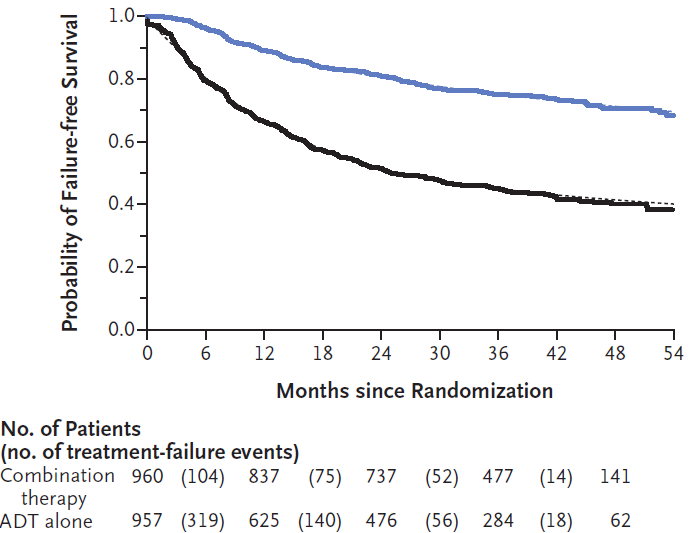 Probability of Failure-free Survival
1.0
0.8
0.6
0.4
0.2
0.0
0 6 12 18 24 30 36 42 48 54
Months since Randomization
No. of Patients
(no. of treatment-failure events)
Combination 960 (104) 837 (75) 737 (52) 477 (14) 141
therapy
ADT alone 957 (319) 625 (140) 476 (56) 284 (18) 62